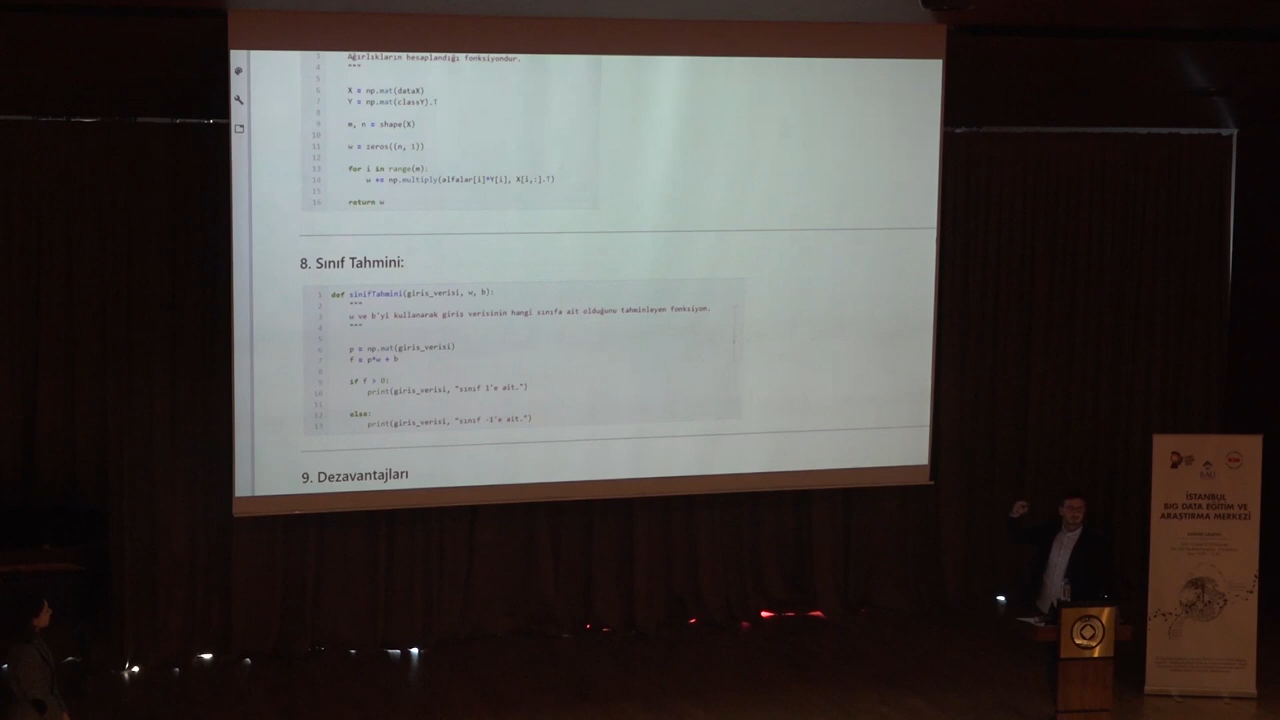 Ağırlıkların hesaplandığı fonksiyondur.
"""
X = np.mat(dataX)
Y = np.mat(classY).T
m, n = shape(X)
w = zeros((n, 1))
for i in range(m):
w += np.multiply(alfalar[i]*Y[i], X[i,:].T)
return w
8. Sınıf Tahmini:
def sinifTahmini(giris_verisi, w, b):
"""
w ve b'yi kullanarak giriş verisinin hangi sınıfa ait olduğunu tahminleyen fonksiyon.
"""
p = np.mat(giris_verisi)
f = p*w + b
if f > 0:
print(giris_verisi, "sınıf 1'e ait.")
else:
print(giris_verisi, "sınıf -1'e ait.")
9. Dezavantajları
BAU
İSTANBUL
BIG DATA EĞİTİM VE
ARAŞTIRMA MERKEZİ